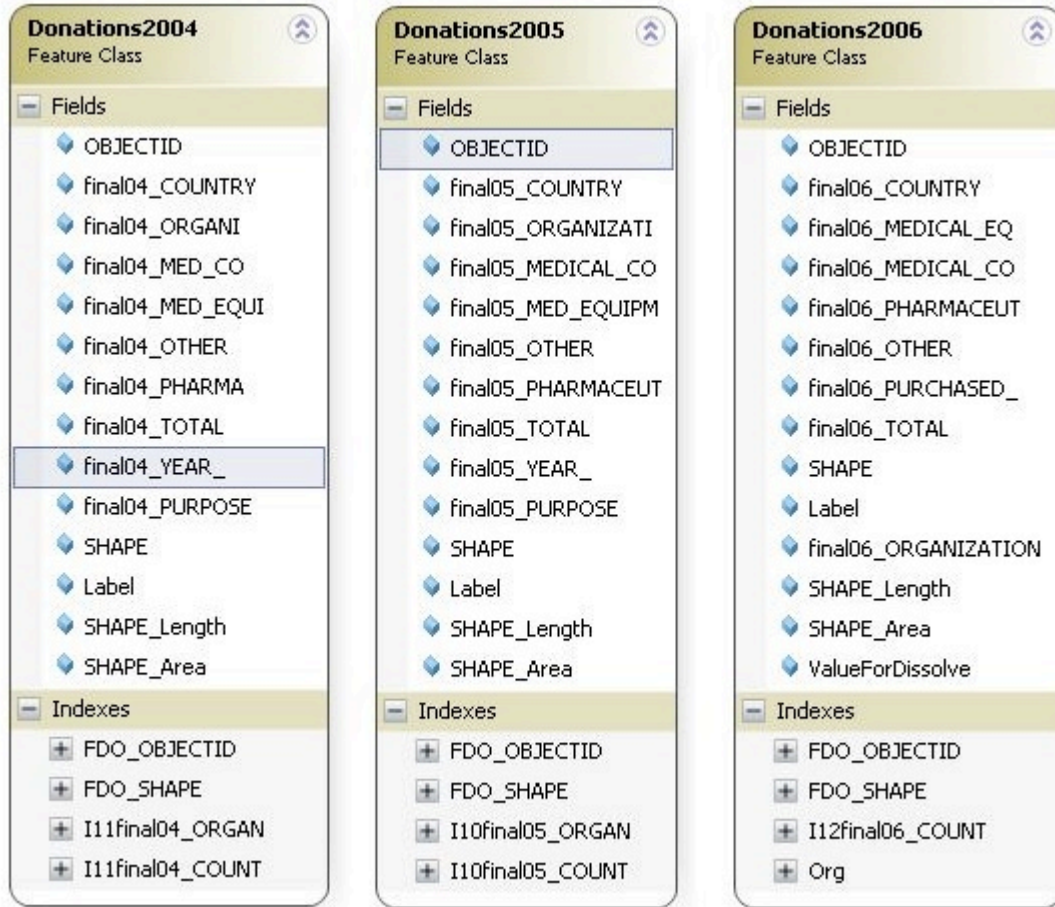 Donations2004
Feature Class
Fields
OBJECTID
final04_COUNTRY
final04_ORGANI
final04_MED_CO
final04_MED_EQUI
final04_OTHER
final04_PHARMA
final04_TOTAL
final04_YEAR_
final04_PURPOSE
SHAPE
Label
SHAPE_Length
SHAPE_Area
Indexes
FDO_OBJECTID
FDO_SHAPE
I11final04_ORGAN
I11final04_COUNT
Donations2005
Feature Class
Fields
OBJECTID
final05_COUNTRY
final05_ORGANIZATI
final05_MEDICAL_CO
final05_MED_EQUIPM
final05_OTHER
final05_PHARMACEUT
final05_TOTAL
final05_YEAR_
final05_PURPOSE
SHAPE
Label
SHAPE_Length
SHAPE_Area
Indexes
FDO_OBJECTID
FDO_SHAPE
I10final05_ORGAN
I10final05_COUNT
Donations2006
Feature Class
Fields
OBJECTID
final06_COUNTRY
final06_MEDICAL_EQ
final06_MEDICAL_CO
final06_PHARMACEUT
final06_OTHER
final06_PURCHASED_
final06_TOTAL
SHAPE
Label
final06_ORGANIZATION
SHAPE_Length
SHAPE_Area
ValueForDissolve
Indexes
FDO_OBJECTID
FDO_SHAPE
I12final06_COUNT
Org